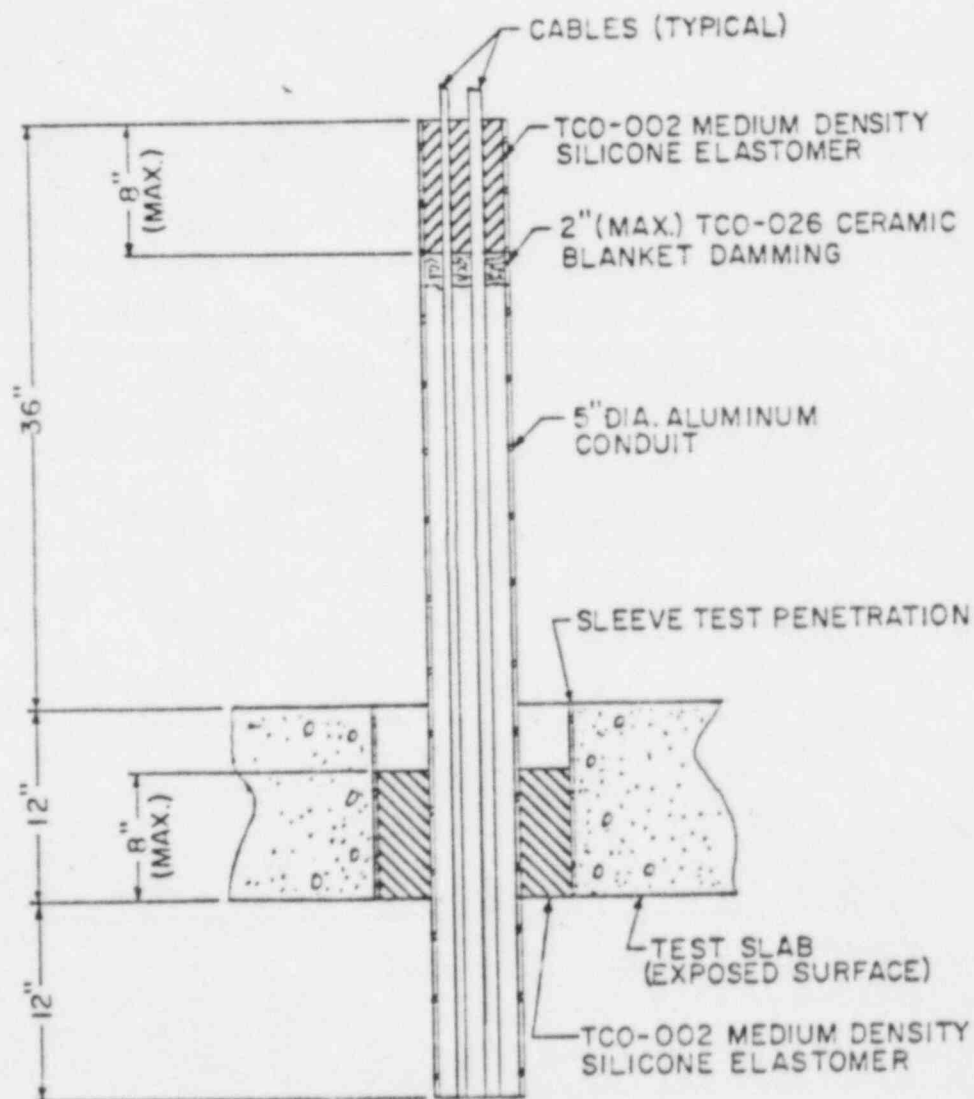 CABLES (TYPICAL)
TCO-002 MEDIUM DENSITY
SILICONE ELASTOMER
8"
(MAX.)
2" (MAX.) TCO-026 CERAMIC
BLANKET DAMMING
36"
5" DIA. ALUMINUM
CONDUIT
SLEEVE TEST PENETRATION
12"
8"
(MAX.)
TEST SLAB
(EXPOSED SURFACE)
12"
TCO-002 MEDIUM DENSITY
SILICONE ELASTOMER